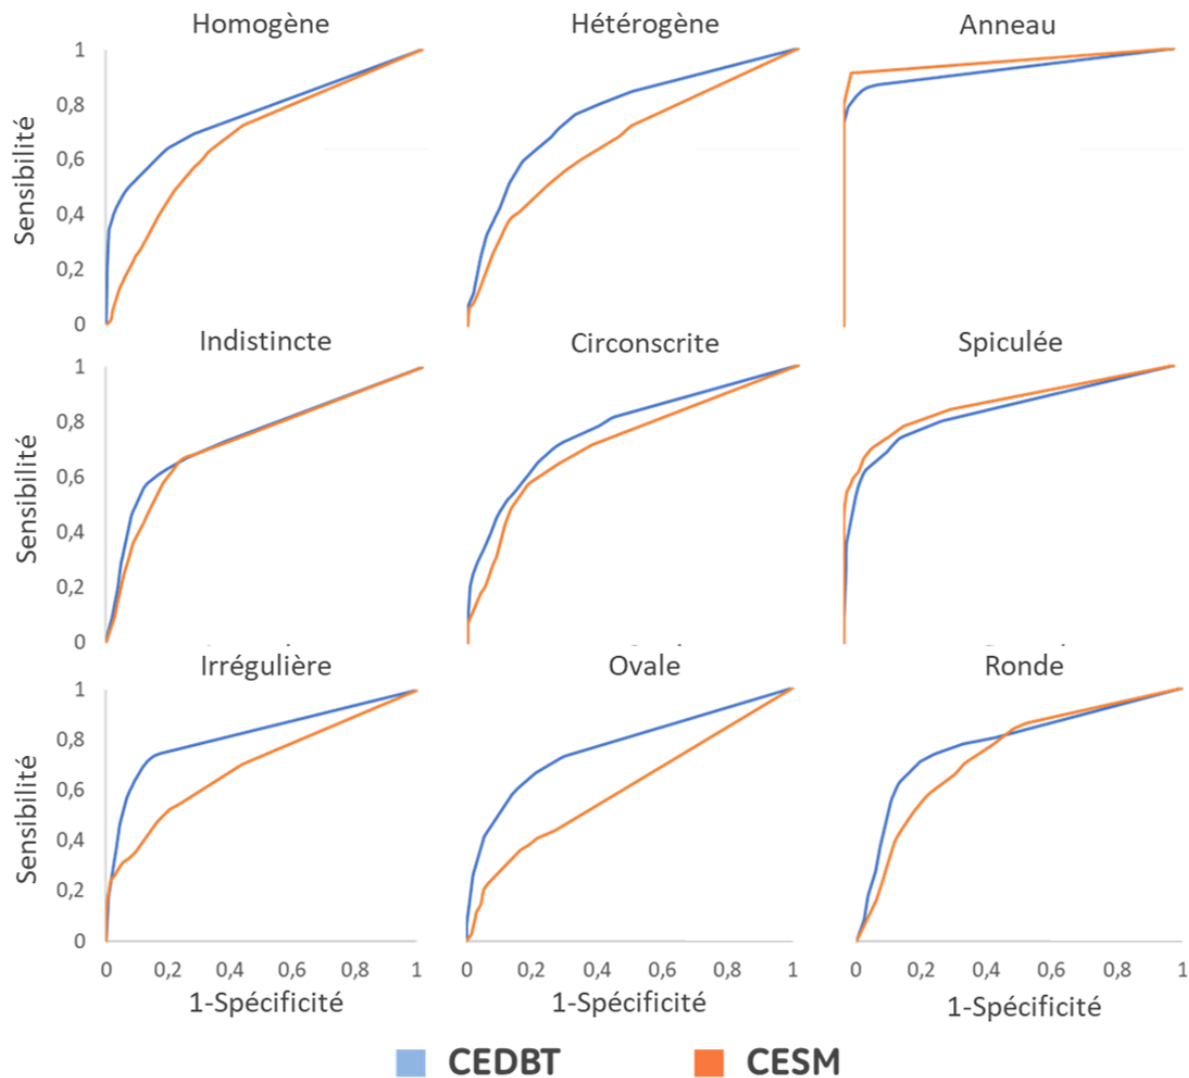 Homogène Hétérogène Anneau
Sensibilité
1
0,8
0,6
0,4
0,2
0
Indistincte Circonscrite Spiculée
Sensibilité
1
0,8
0,6
0,4
0,2
0
Irrégulière Ovale Ronde
Sensibilité
1
0,8
0,6
0,4
0,2
0
0 0,2 0,4 0,6 0,8 1 0 0,2 0,4 0,6 0,8 1 0 0,2 0,4 0,6 0,8 1
1-Spécificité 1-Spécificité 1-Spécificité
CEDBT CESM